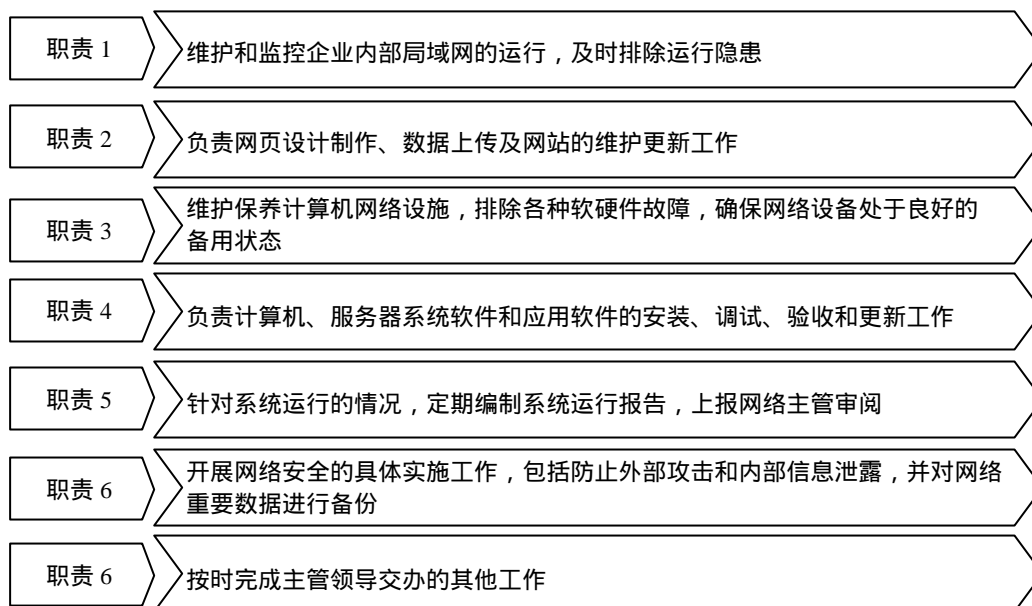 职责 1
维护和监控企业内部局域网的运行，及时排除运行隐患
职责 2
负责网页设计制作、数据上传及网站的维护更新工作
职责 3
维护保养计算机网络设施，排除各种软硬件故障，确保网络设备处于良好的
备用状态
职责 4
负责计算机、服务器系统软件和应用软件的安装、调试、验收和更新工作
职责 5
针对系统运行的情况，定期编制系统运行报告，上报网络主管审阅
职责 6
开展网络安全的具体实施工作，包括防止外部攻击和内部信息泄露，并对网络
重要数据进行备份
职责 6
按时完成主管领导交办的其他工作